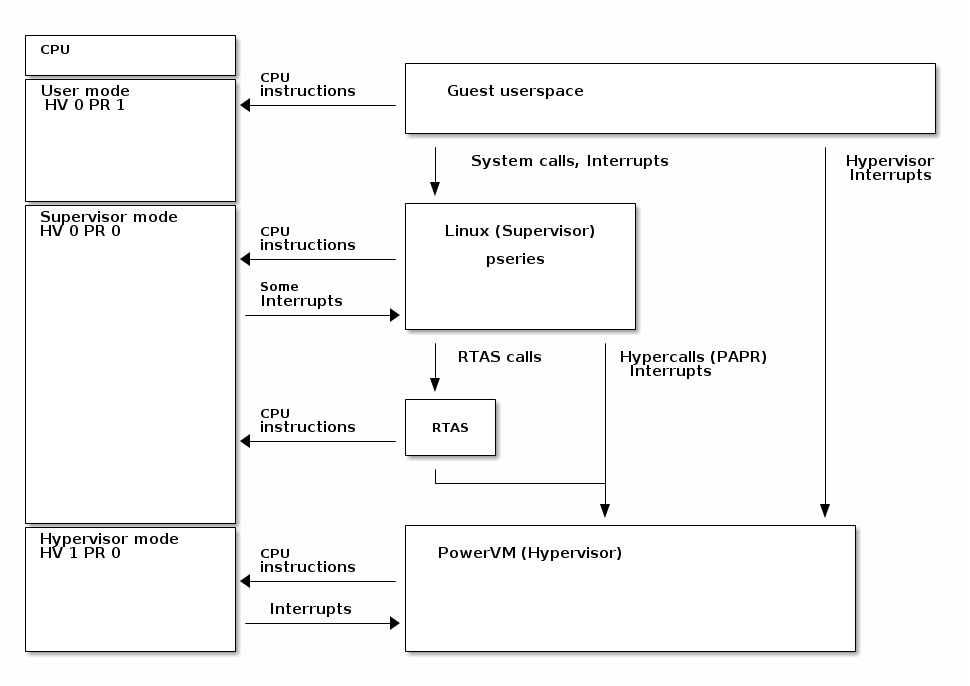 CPU
User mode
HV 0 PR 1
CPU
instructions
Guest userspace
System calls, Interrupts
Hypervisor
Interrupts
Supervisor mode
HV 0 PR 0
CPU
instructions
Some
Interrupts
Linux (Supervisor)
pseries
RTAS calls
Hypercalls (PAPR)
Interrupts
CPU
instructions
RTAS
Hypervisor mode
HV 1 PR 0
CPU
instructions
Interrupts
PowerVM (Hypervisor)